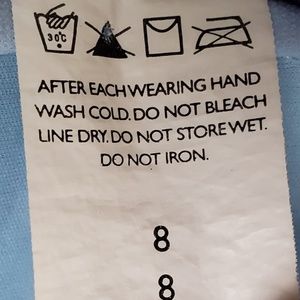 30°C
AFTER EACH WEARING HAND
WASH COLD. DO NOT BLEACH
LINE DRY. DO NOT STORE WET.
DO NOT IRON.
8
8